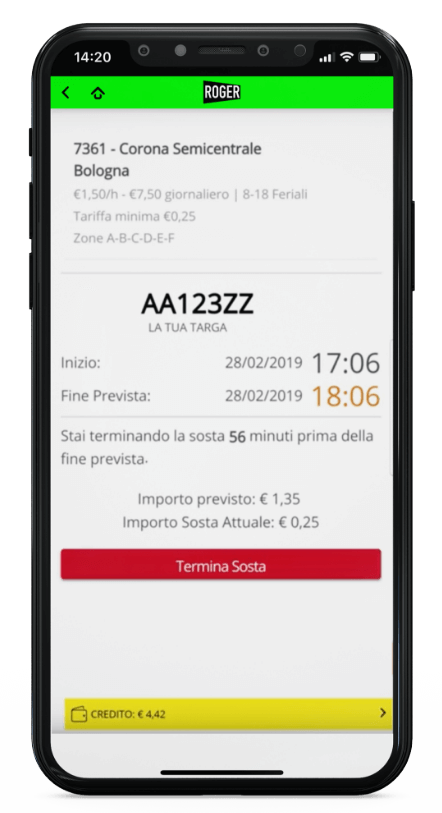 14:20
ROGER
7361 - Corona Semicentrale
Bologna
€1,50/h - €7,50 giornaliero | 8-18 Feriali
Tariffa minima €0,25
Zone A-B-C-D-E-F
AA123ZZ
LA TUA TARGA
Inizio: 28/02/2019 17:06
Fine Prevista: 28/02/2019 18:06
Stai terminando la sosta 56 minuti prima della
fine prevista.
Importo previsto: € 1,35
Importo Sosta Attuale: € 0,25
Termina Sosta
CREDITO: € 4,42